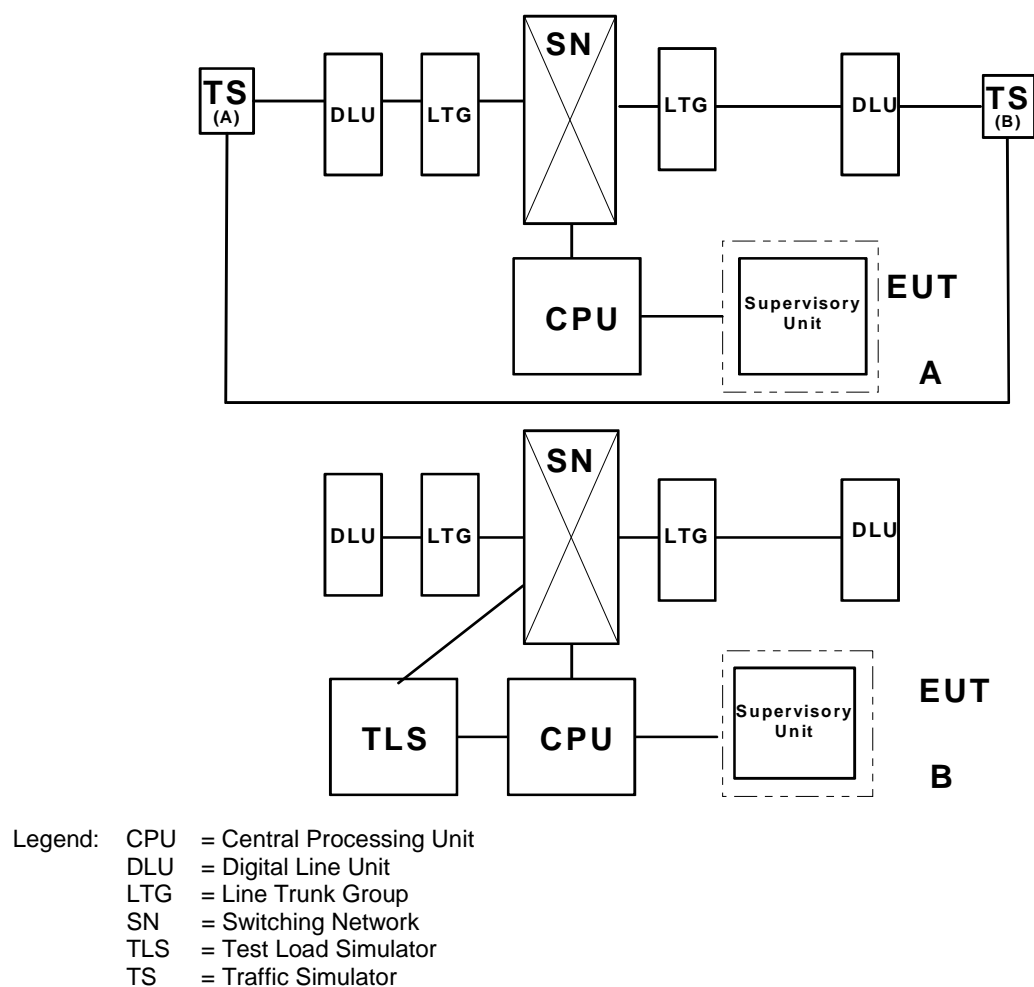 SN
TS
(A)
DLU
LTG
LTG
DLU
TS
(B)
CPU
Supervisory
Unit
EUT
A
SN
DLU
LTG
LTG
DLU
TLS
CPU
Supervisory
Unit
EUT
B
Legend: CPU = Central Processing Unit
DLU = Digital Line Unit
LTG = Line Trunk Group
SN = Switching Network
TLS = Test Load Simulator
TS = Traffic Simulator